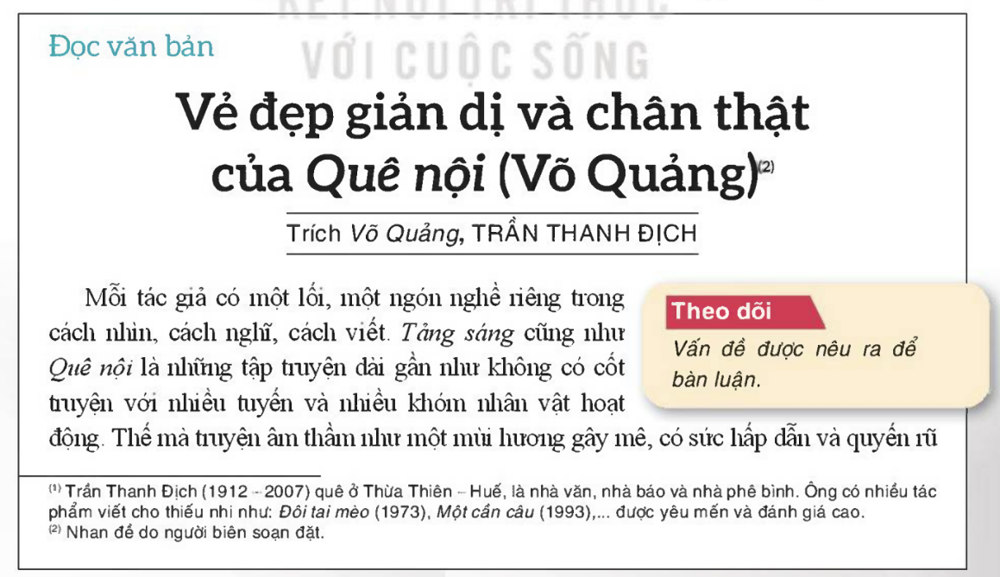 KẾT NỐI TRI THỨC
VỚI CUỘC SỐNG
Đọc văn bản
Vẻ đẹp giản dị và chân thật
của Quê nội (Võ Quảng)(2)
Trích Võ Quảng, TRẦN THANH ĐỊCH
Mỗi tác giả có một lối, một ngón nghề riêng trong
cách nhìn, cách nghĩ, cách viết. Tảng sáng cũng như
Quê nội là những tập truyện dài gần như không có cốt
truyện với nhiều tuyến và nhiều khóm nhân vật hoạt
động. Thế mà truyện âm thầm như một mùi hương gây mê, có sức hấp dẫn và quyến rũ
Theo dõi
Vấn đề được nêu ra để
bàn luận.
(1) Trần Thanh Địch (1912 – 2007) quê ở Thừa Thiên – Huế, là nhà văn, nhà báo và nhà phê bình. Ông có nhiều tác
phẩm viết cho thiếu nhi như: Đôi tai mèo (1973), Một cần câu (1993),... được yêu mến và đánh giá cao.
(2) Nhan đề do người biên soạn đặt.